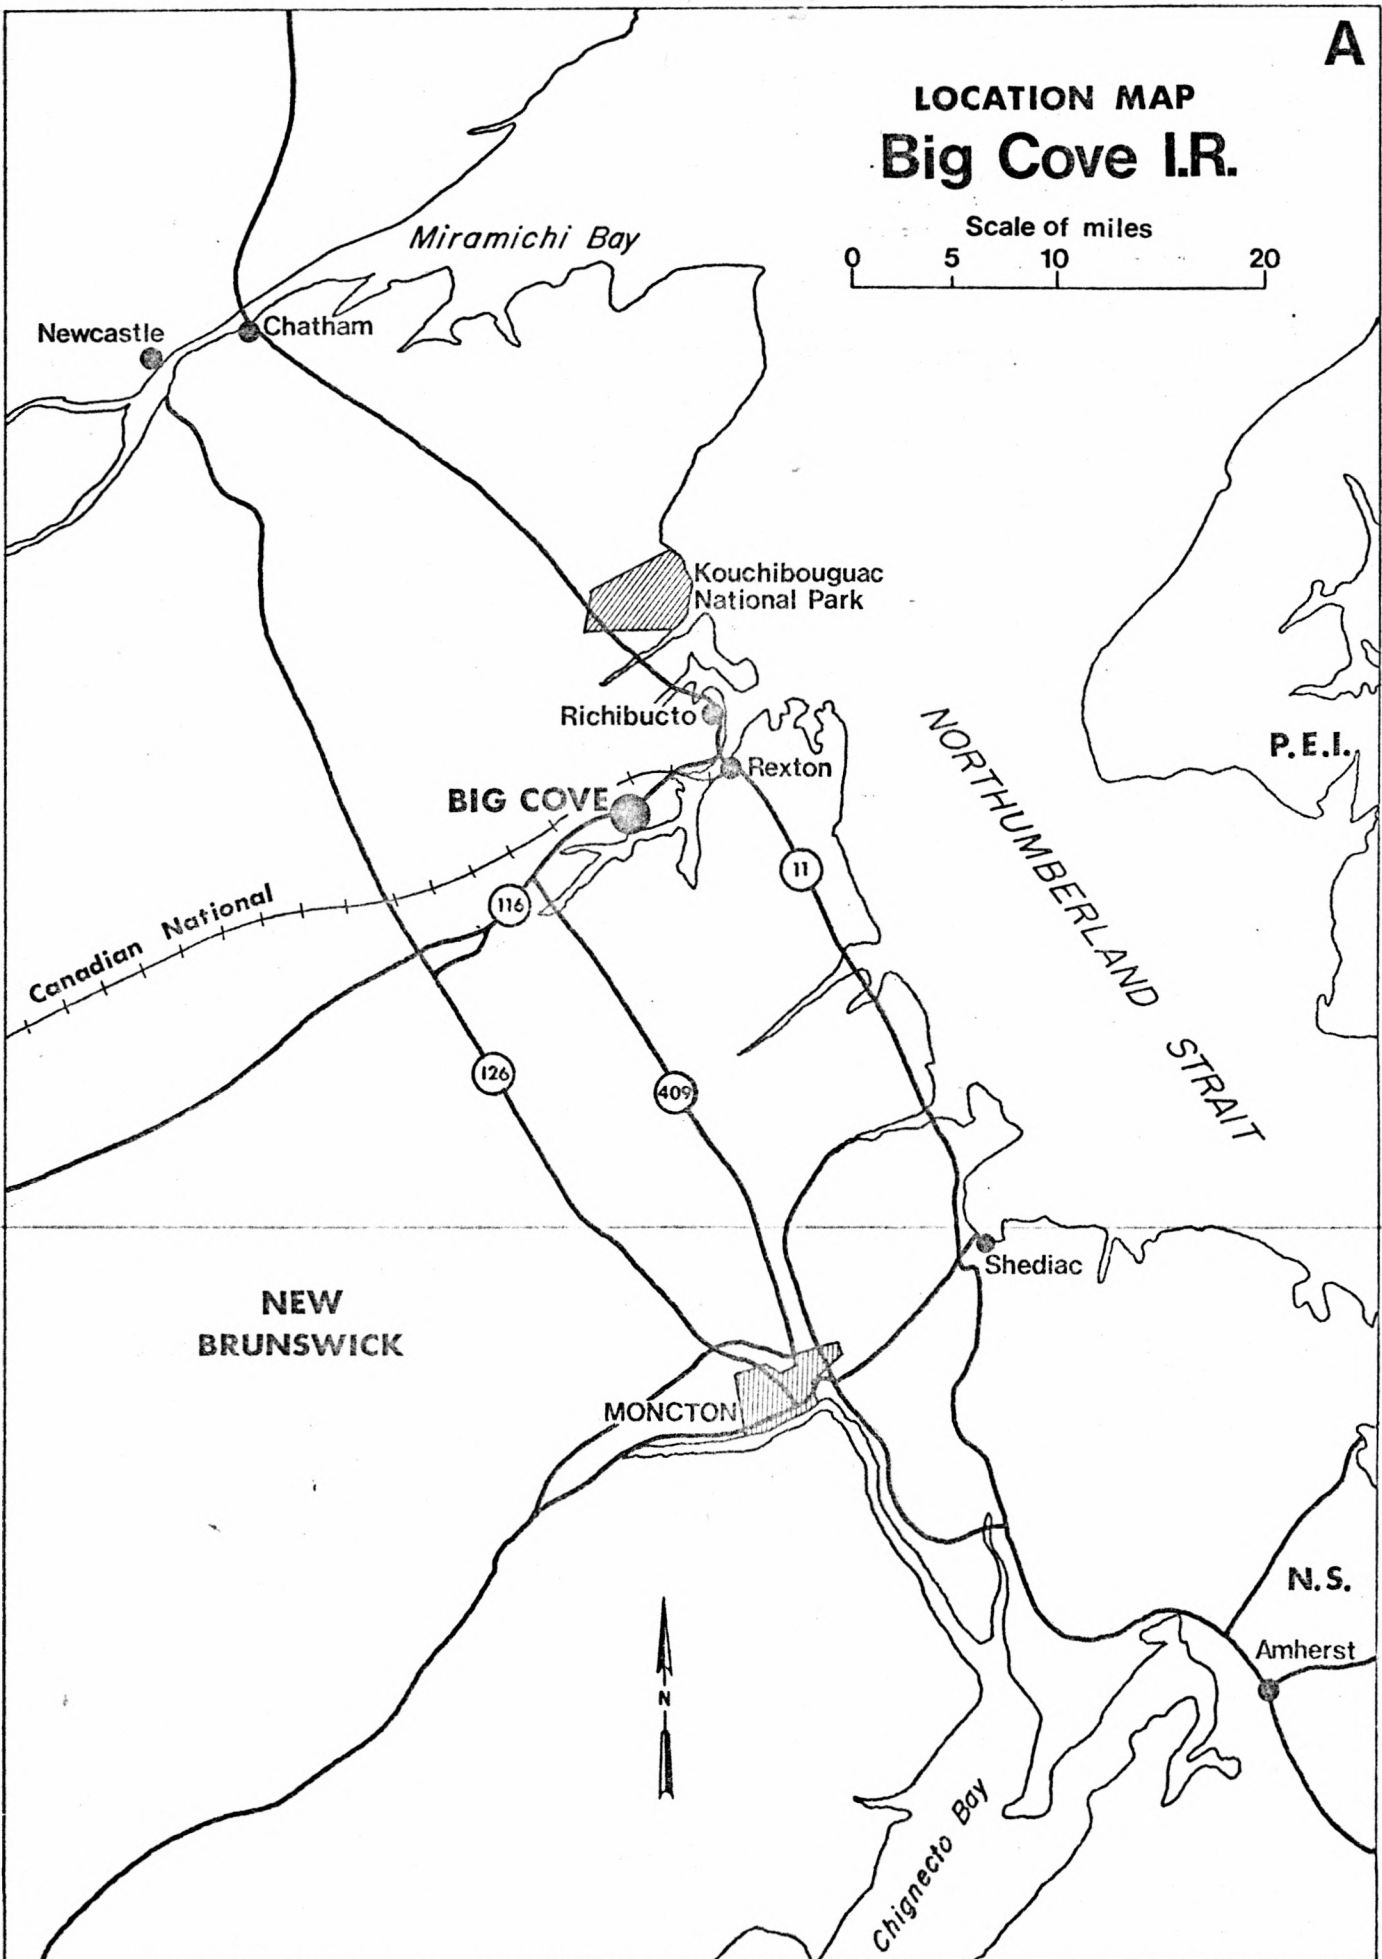 A
LOCATION MAP
Big Cove I.R.
Scale of miles
0 5 10 20
Miramichi Bay
Newcastle
Chatham
Kouchibouguac
National Park
Richibucto
Rexton
BIG COVE
P.E.I.
NORTHUMBERLAND STRAIT
11
116
Canadian National
126
409
Shediac
NEW
BRUNSWICK
MONCTON
N.S.
Amherst
N
Chignecto Bay